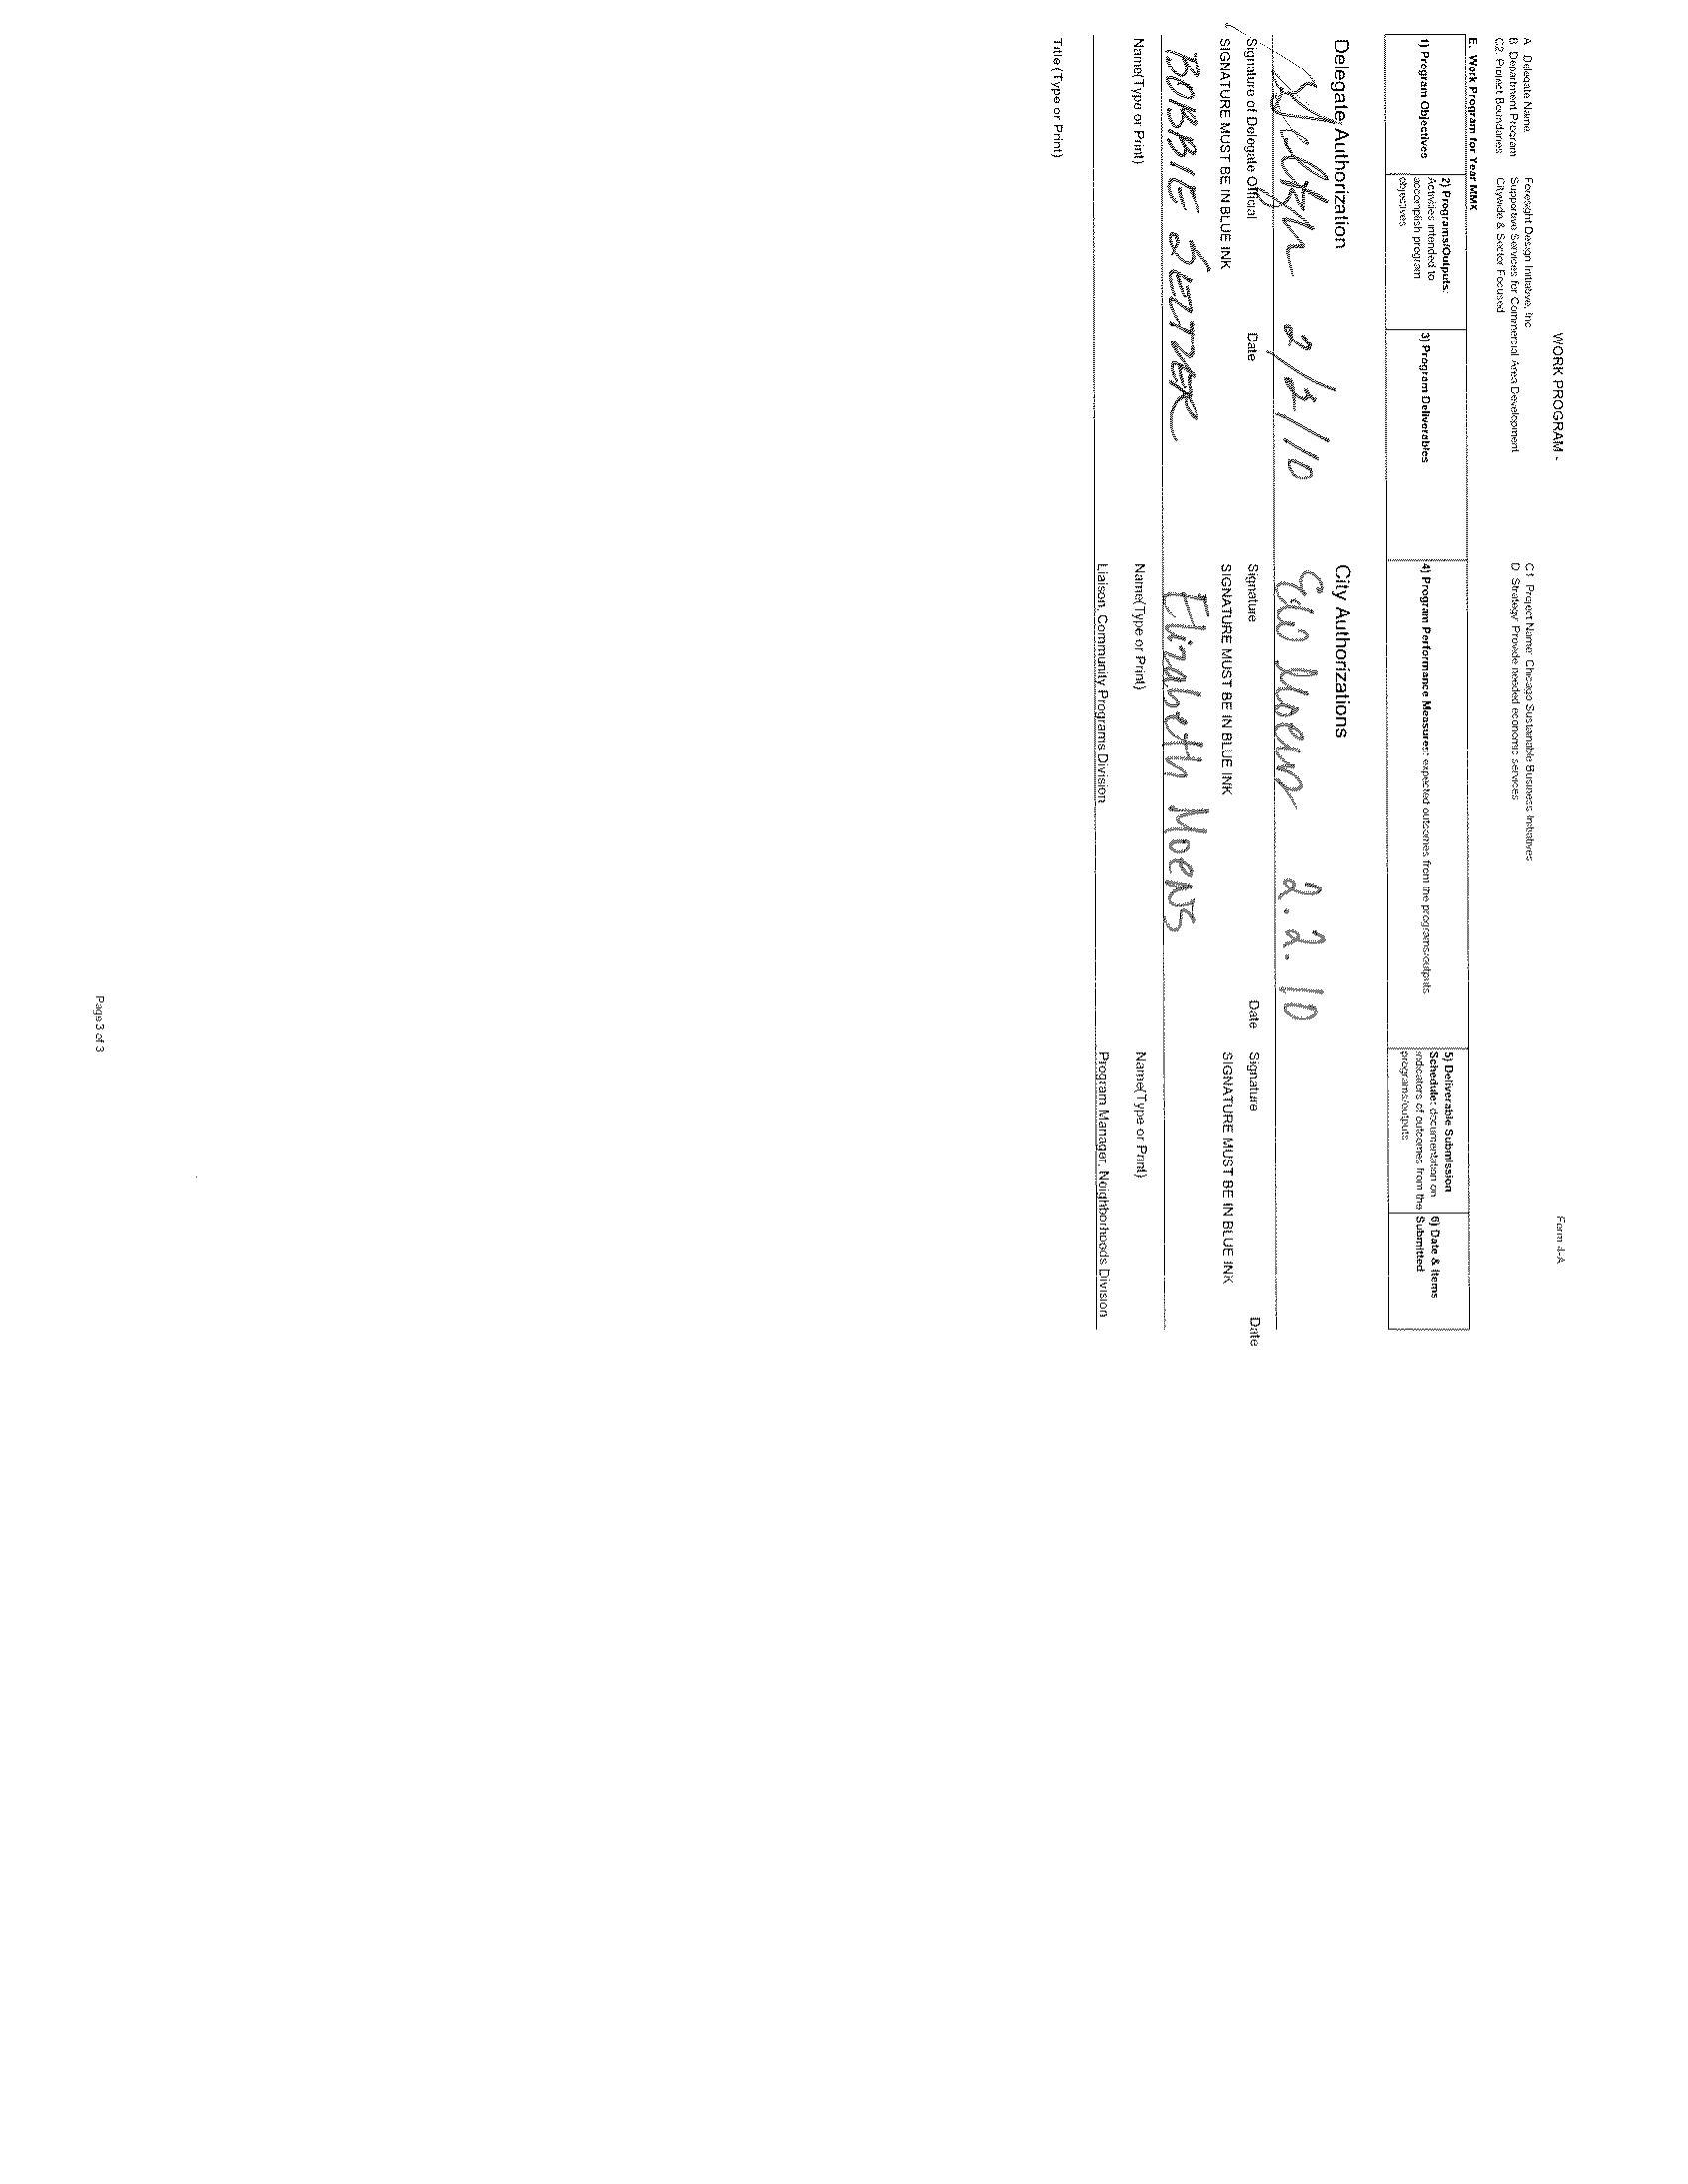 WORK PROGRAM -
Form 4-A
A Delegate Name: Foresight Design Initiative, Inc
C1 Project Name: Chicago Sustainable Business Initiatives
B Department Program Supportive Services for Commercial Area Development
D Strategy: Provide needed economic services
C2. Project Boundaries: Citywide & Sector Focused
E. Work Program for Year MMX
1) Program Objectives
2) Programs/Outputs:
Activities intended to
accomplish program
objectives
3) Program Deliverables
4) Program Performance Measures: expected outcomes from the programs/outputs
5) Deliverable Submission
Schedule: documentation on
indicators of outcomes from the
programs/outputs
6) Date & Items
Submitted
Delegate Authorization
City Authorizations
2/2/10
2.2.10
Signature of Delegate Official Date
Signature Date
Signature Date
SIGNATURE MUST BE IN BLUE INK
SIGNATURE MUST BE IN BLUE INK
SIGNATURE MUST BE IN BLUE INK
BOBBIE SELTZER
Elizabeth Moens
Name(Type or Print)
Name(Type or Print)
Name(Type or Print)
Liaison, Community Programs Division
Program Manager, Neighborhoods Division
Title (Type or Print)
Page 3 of 3